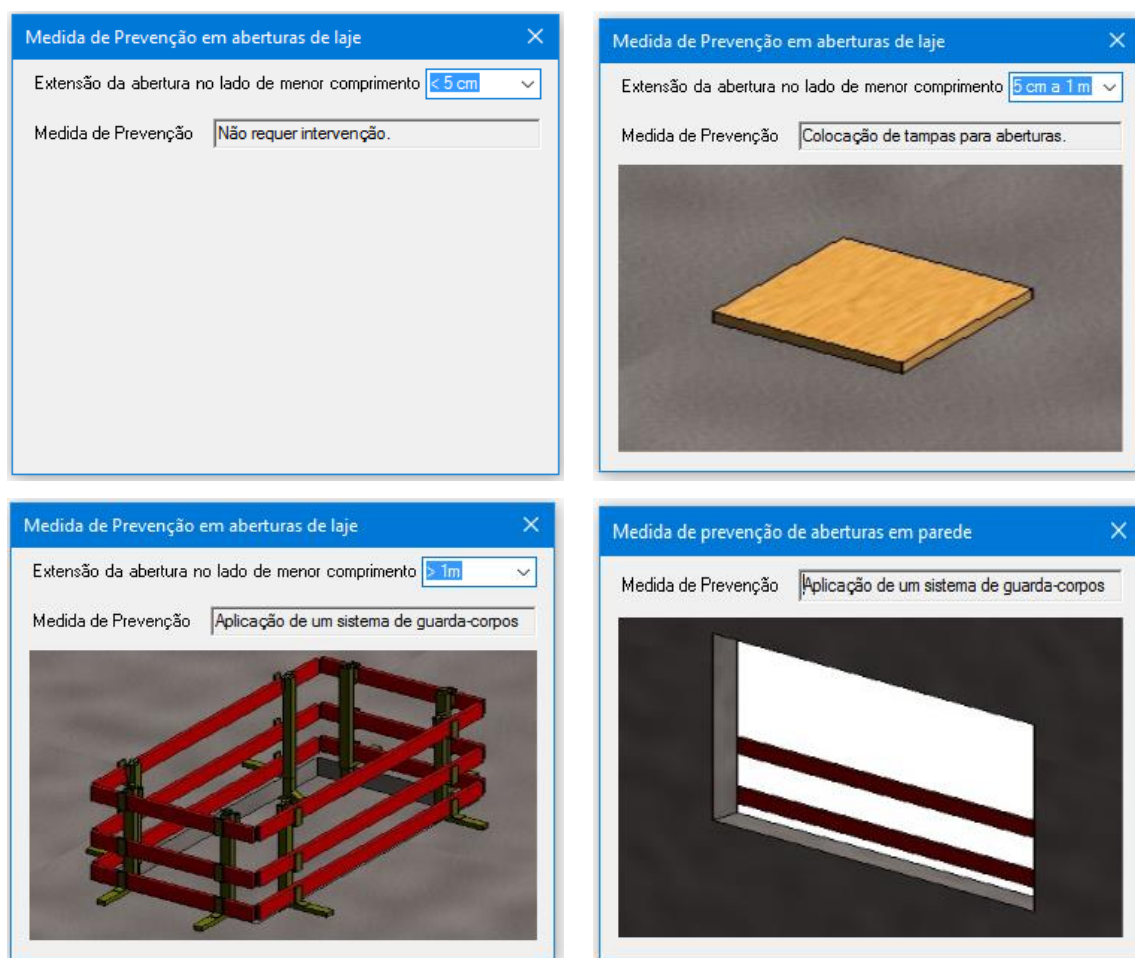 Medida de Prevenção em aberturas de laje
Extensão da abertura no lado de menor comprimento < 5 cm
Medida de Prevenção Não requer intervenção.
Medida de Prevenção em aberturas de laje
Extensão da abertura no lado de menor comprimento 5 cm a 1 m
Medida de Prevenção Colocação de tampas para aberturas.
Medida de Prevenção em aberturas de laje
Extensão da abertura no lado de menor comprimento > 1m
Medida de Prevenção Aplicação de um sistema de guarda-corpos
Medida de prevenção de aberturas em parede
Medida de Prevenção Aplicação de um sistema de guarda-corpos